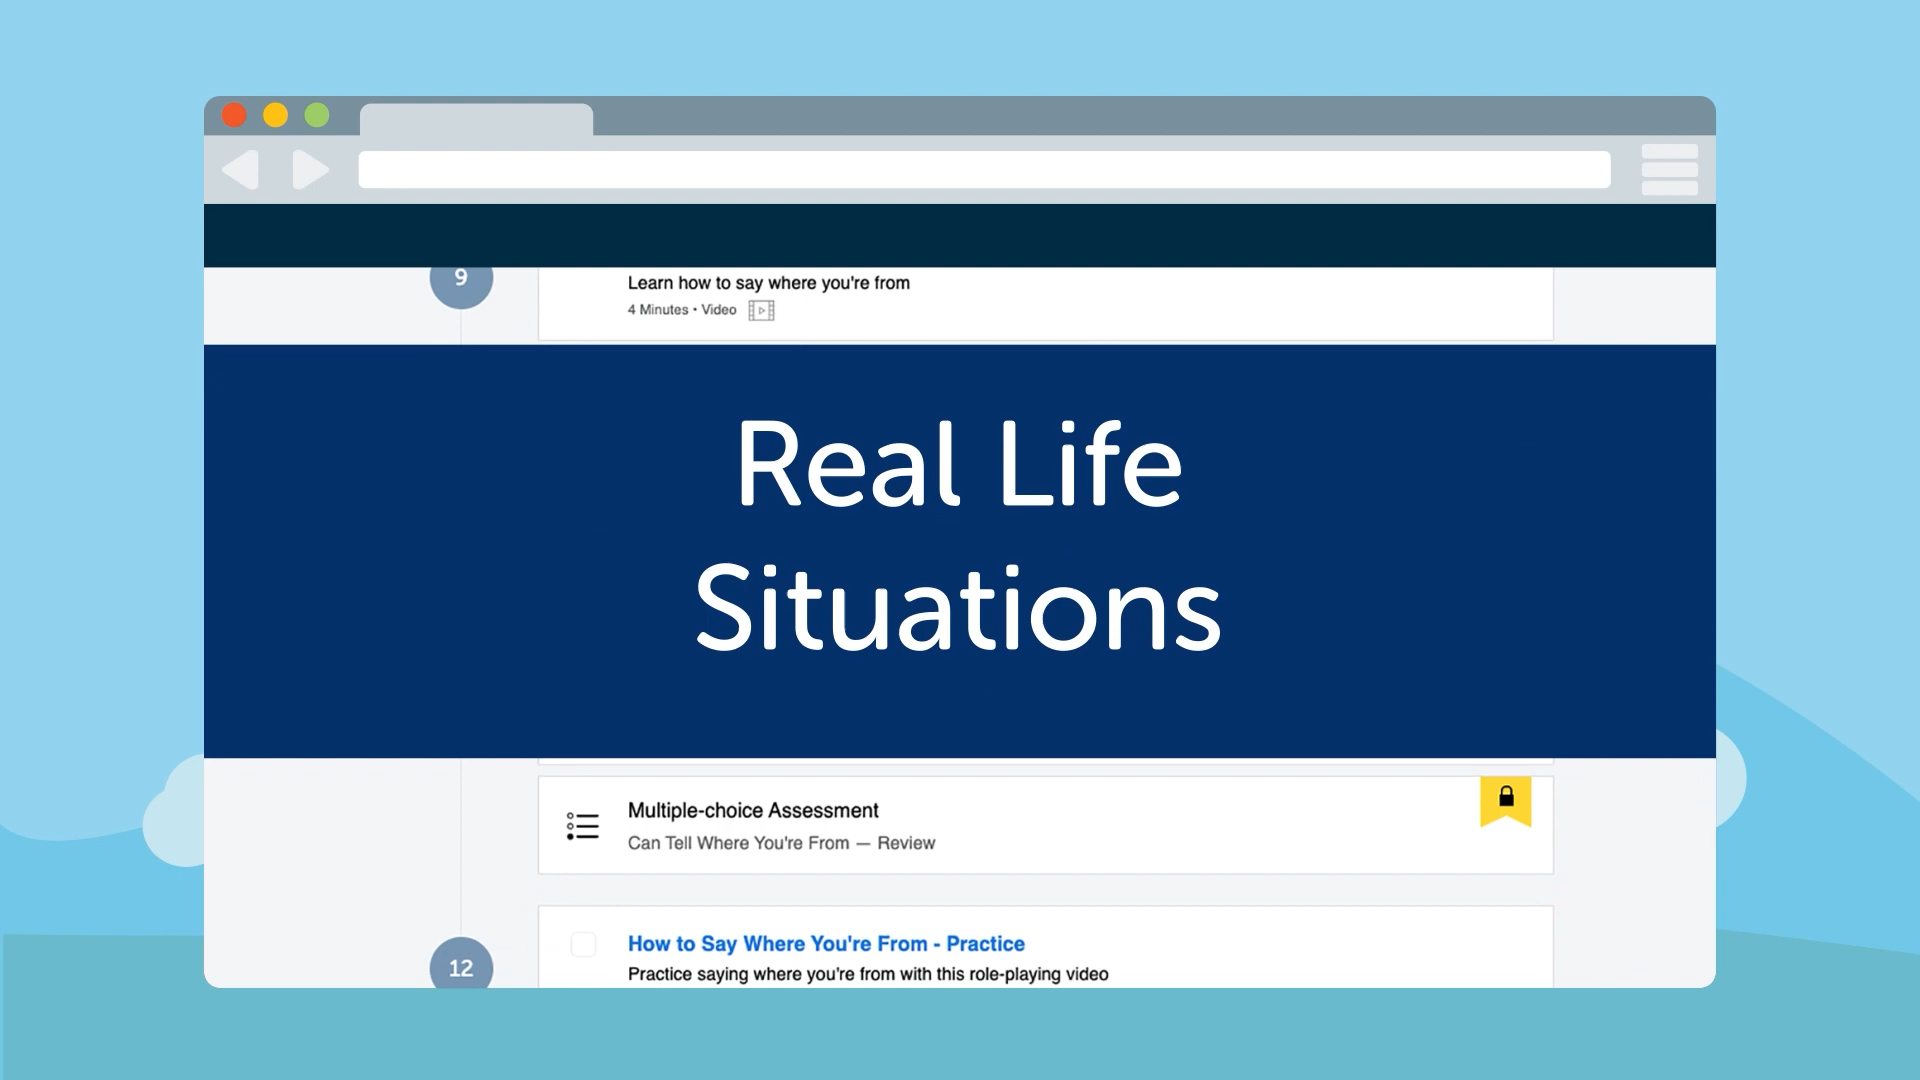 9
Learn how to say where you're from
4 Minutes • Video
Real Life
Situations
Multiple-choice Assessment
Can Tell Where You're From — Review
How to Say Where You're From - Practice
12
Practice saying where you're from with this role-playing video